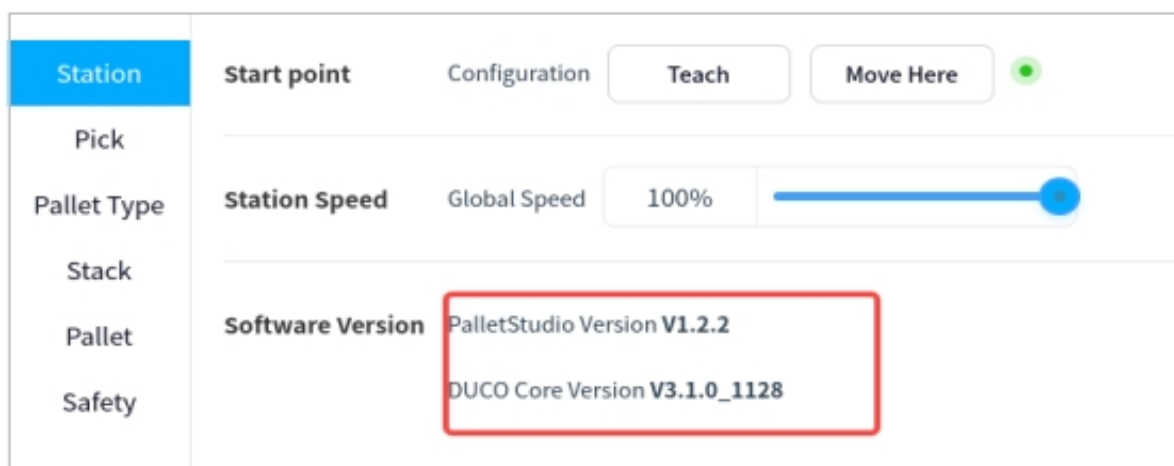 Station
Pick
Pallet Type
Stack
Pallet
Safety
Start point Configuration Teach Move Here
Station Speed Global Speed 100%
Software Version PalletStudio Version V1.2.2
DUCO Core Version V3.1.0_1128